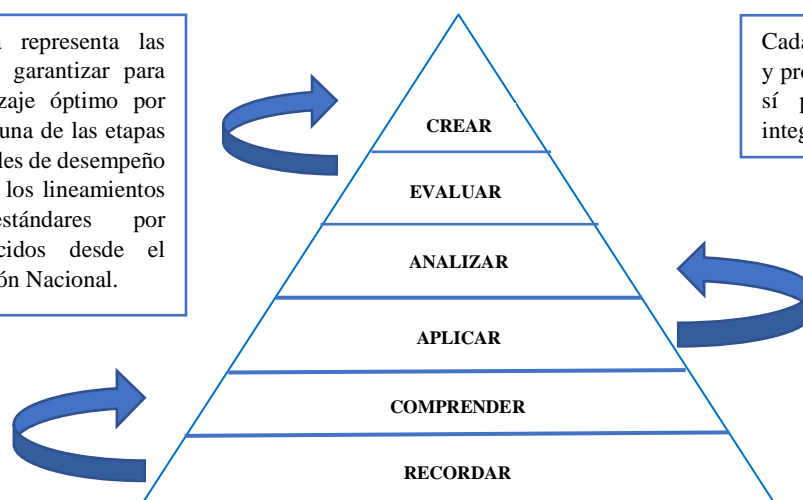 representa las
garantizar para
zaje óptimo por
una de las etapas
les de desempeño
los lineamientos
stándares por
cidos desde el
ón Nacional.
Cada
y pro
sí p
integ
CREAR
EVALUAR
ANALIZAR
APLICAR
COMPRENDER
RECORDAR